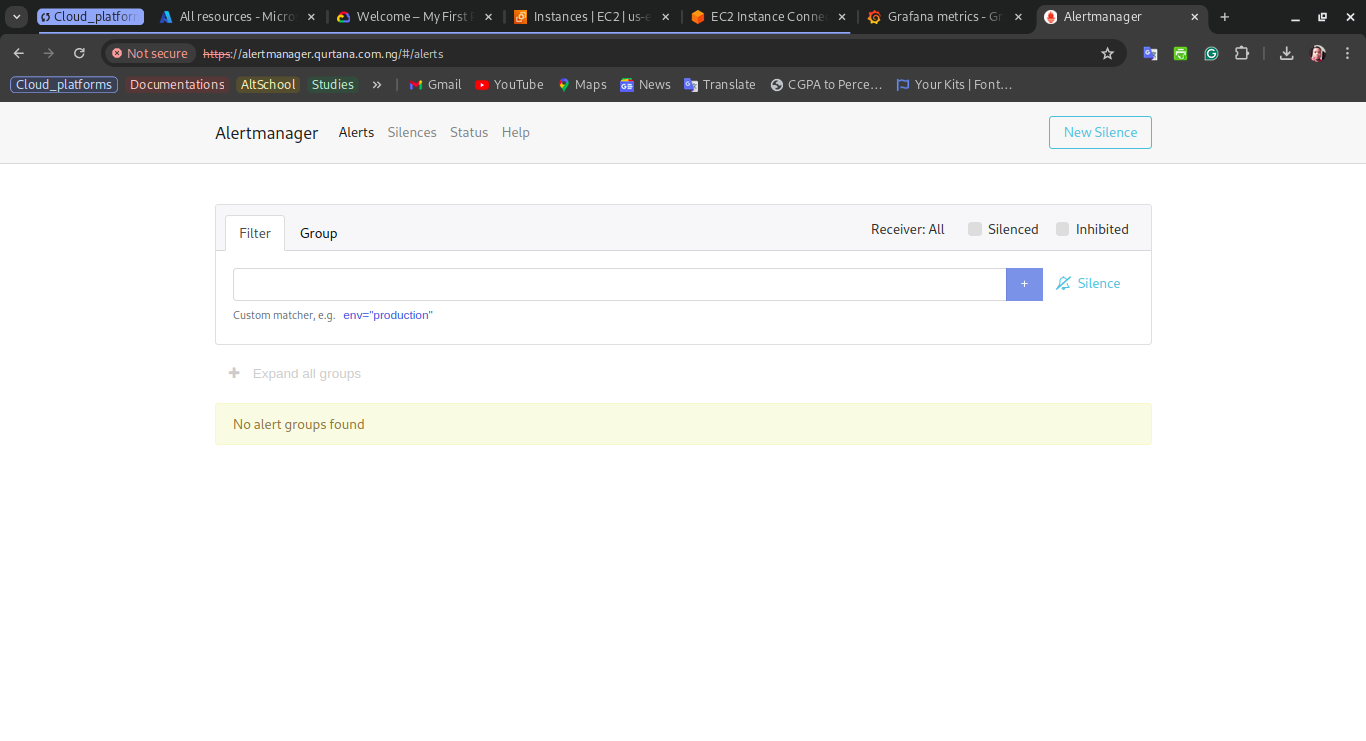 Cloud_platform
All resources - Micro
Welcome – My First P
Instances | EC2 | us-e
EC2 Instance Conne
Grafana metrics - Gr
Alertmanager
Not secure
https://alertmanager.qurtana.com.ng/#/alerts
Cloud_platforms
Documentations
AltSchool
Studies
Gmail
YouTube
Maps
News
Translate
CGPA to Perce...
Your Kits | Font...
Alertmanager
Alerts
Silences
Status
Help
New Silence
Filter
Group
Receiver: All
Silenced
Inhibited
+
Silence
Custom matcher, e.g. env="production"
+ Expand all groups
No alert groups found